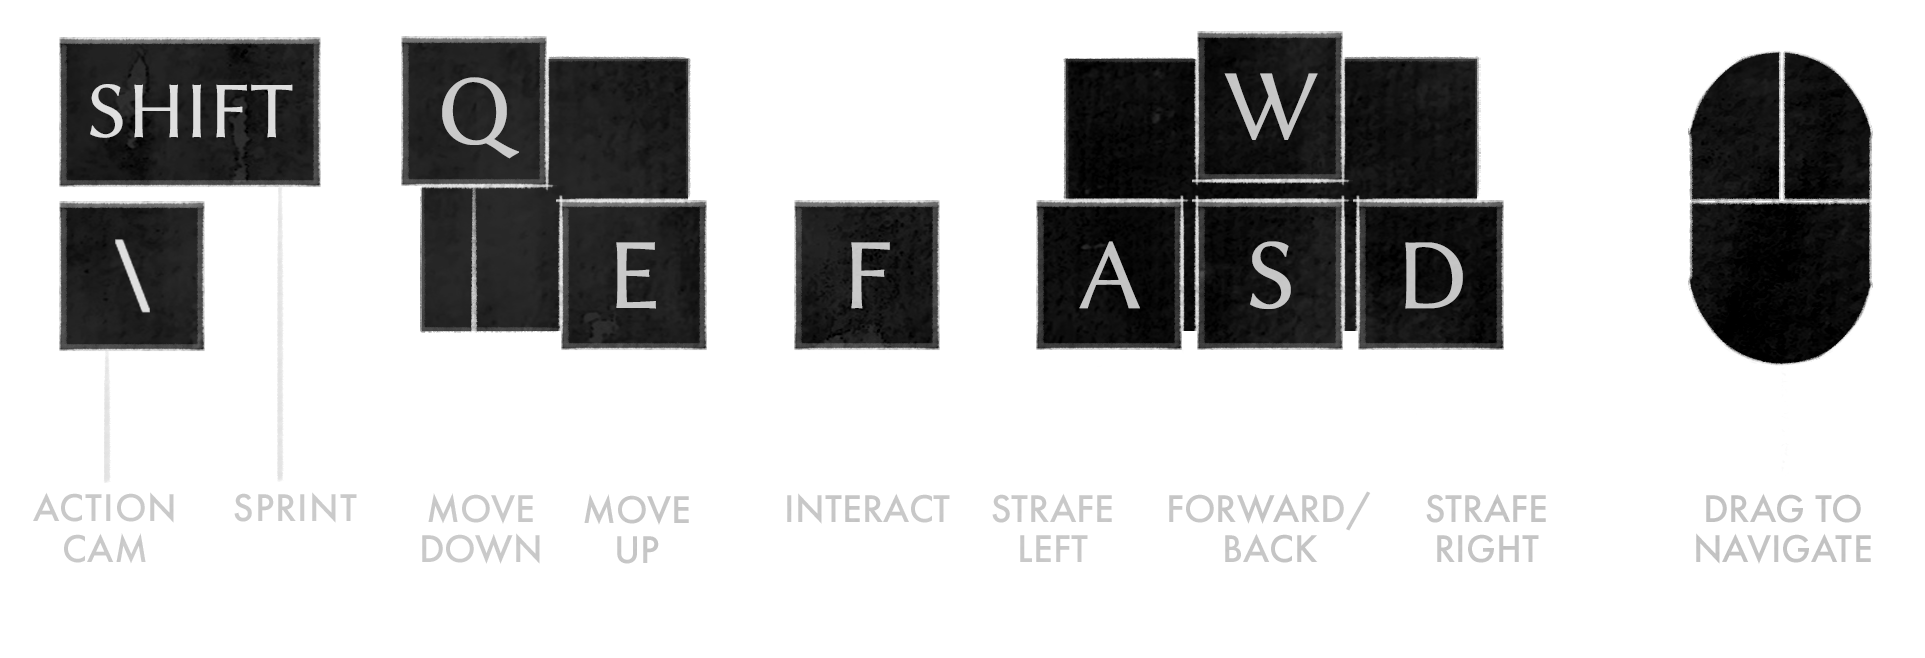 SHIFT
Q
W
\
E
F
A
S
D
ACTION
CAM
SPRINT
MOVE
DOWN
MOVE
UP
INTERACT
STRAFE
LEFT
FORWARD/
BACK
STRAFE
RIGHT
DRAG TO
NAVIGATE